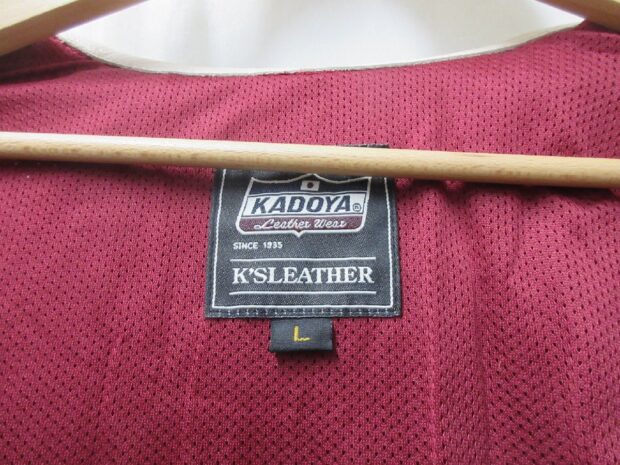 KADOYA®
Leather Wear
SINCE 1935
K'SLEATHER
L